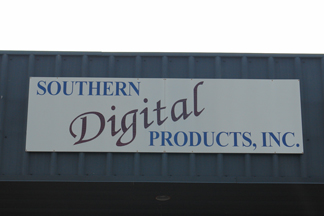 SOUTHERN
Digital
PRODUCTS, INC.